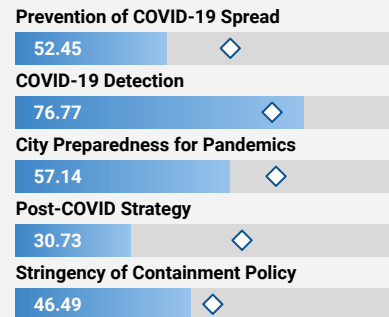 Prevention of COVID-19 Spread
52.45
COVID-19 Detection
76.77
City Preparedness for Pandemics
57.14
Post-COVID Strategy
30.73
Stringency of Containment Policy
46.49